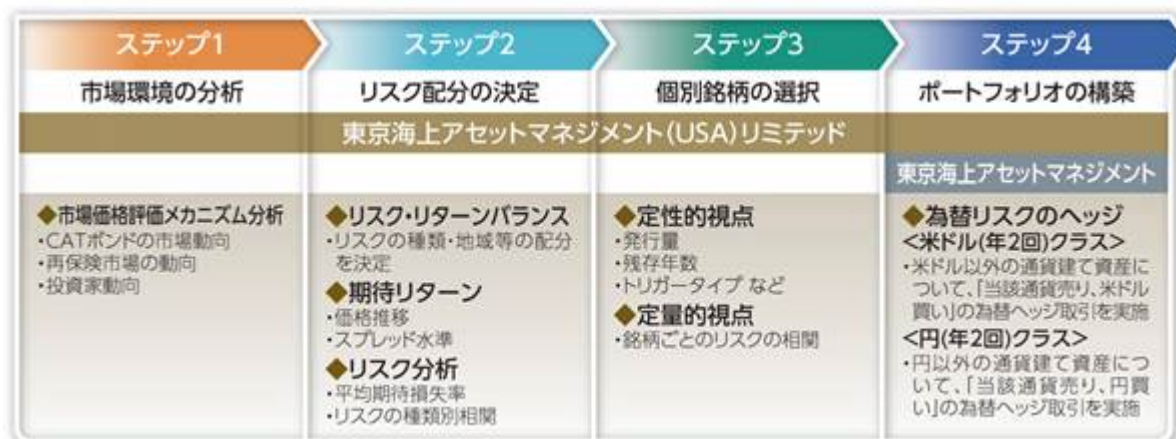 ステップ1
ステップ2
ステップ3
ステップ4
市場環境の分析
リスク配分の決定
個別銘柄の選択
ポートフォリオの構築
東京海上アセットマネジメント(USA)リミテッド
東京海上アセットマネジメント
◆市場価格評価メカニズム分析
・CATボンドの市場動向
・再保険市場の動向
・投資家動向
◆リスク・リターンバランス
・リスクの種類・地域等の配分
を決定
◆期待リターン
・価格推移
・スプレッド水準
◆リスク分析
・平均期待損失率
・リスクの種類別相関
◆定性的視点
・発行量
・残存年数
・トリガータイプ など
◆定量的視点
・銘柄ごとのリスクの相関
◆為替リスクのヘッジ
<米ドル(年2回)クラス>
・米ドル以外の通貨建て資産に
ついて、「当該通貨売り、米ドル
買い」の為替ヘッジ取引を実施
<円(年2回)クラス>
・円以外の通貨建て資産につ
いて、「当該通貨売り、円買
い」の為替ヘッジ取引を実施